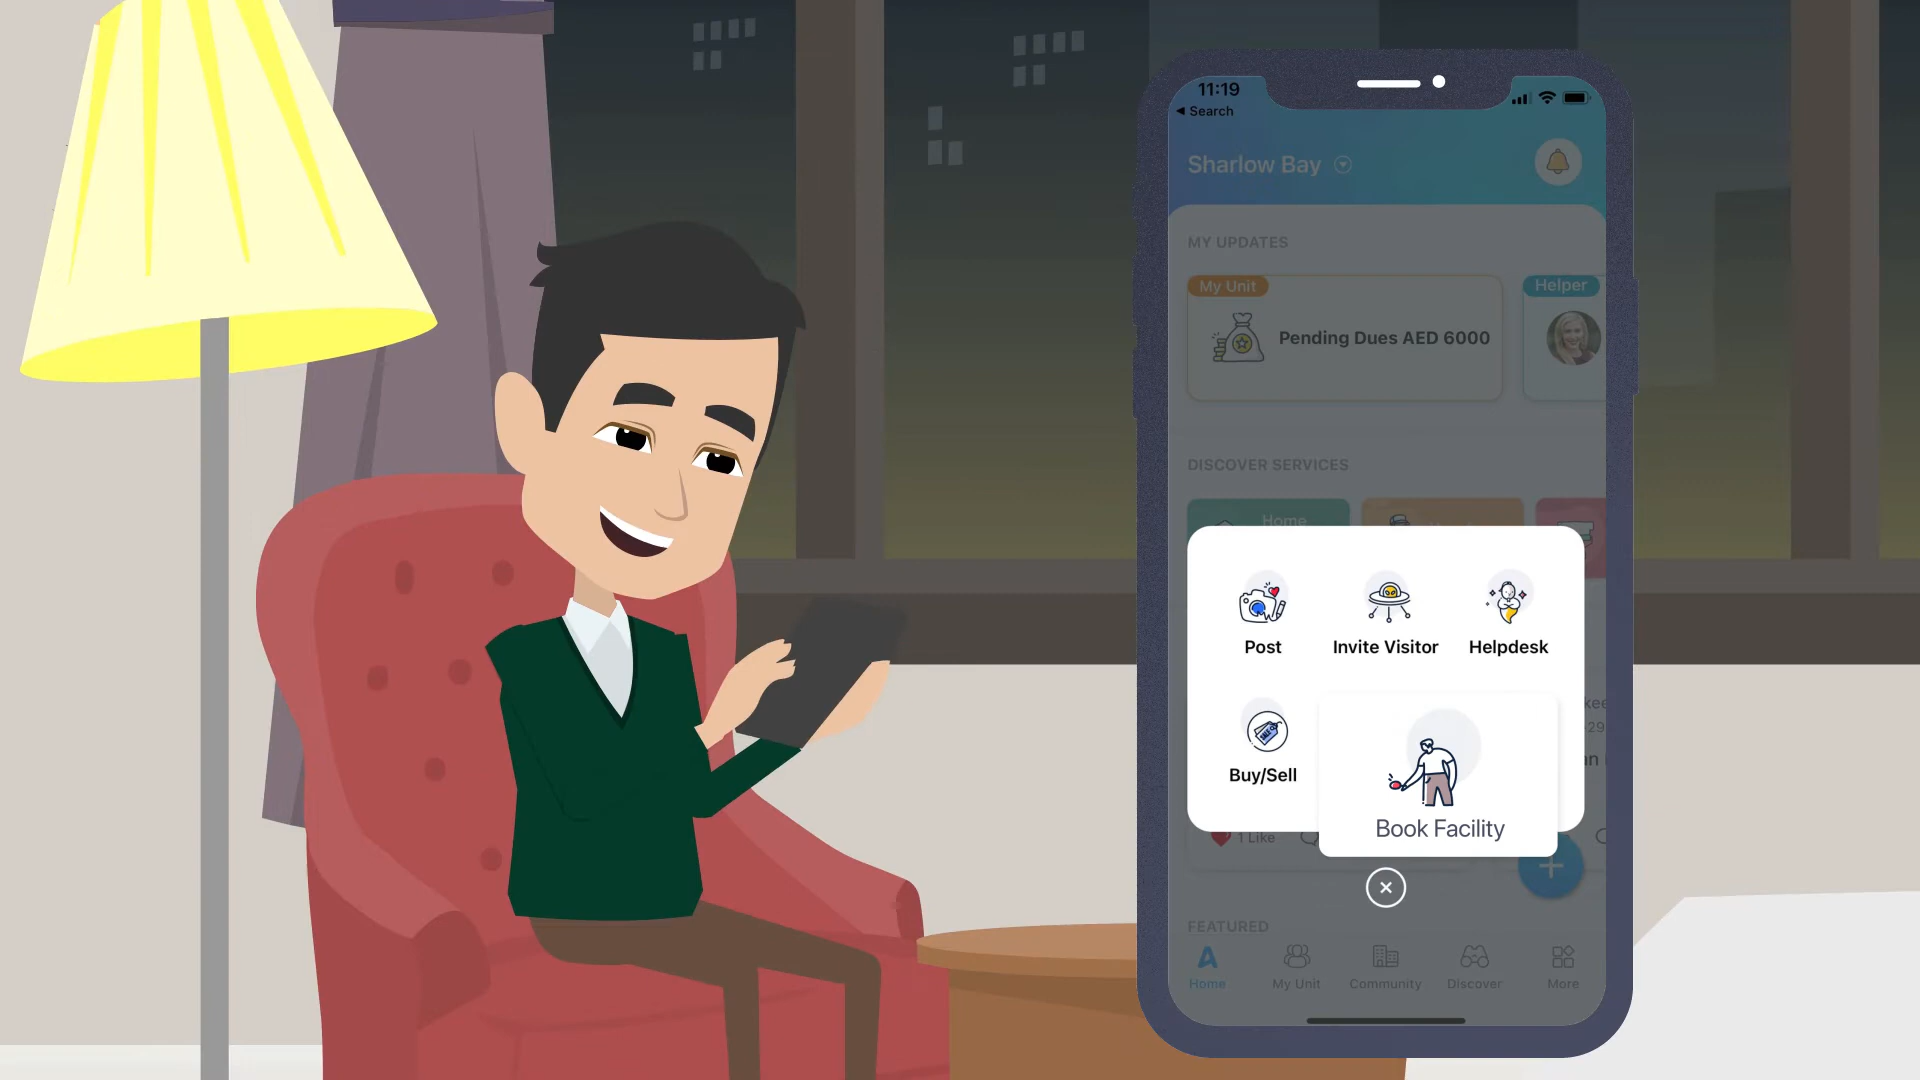 11:19
Search
Sharlow Bay
MY UPDATES
My Unit
Helper
Pending Dues AED 6000
DISCOVER SERVICES
Home
Post
Invite Visitor
Helpdesk
SALE
Buy/Sell
Book Facility
1 Like
FEATURED
Home
My Unit
Community
Discover
More